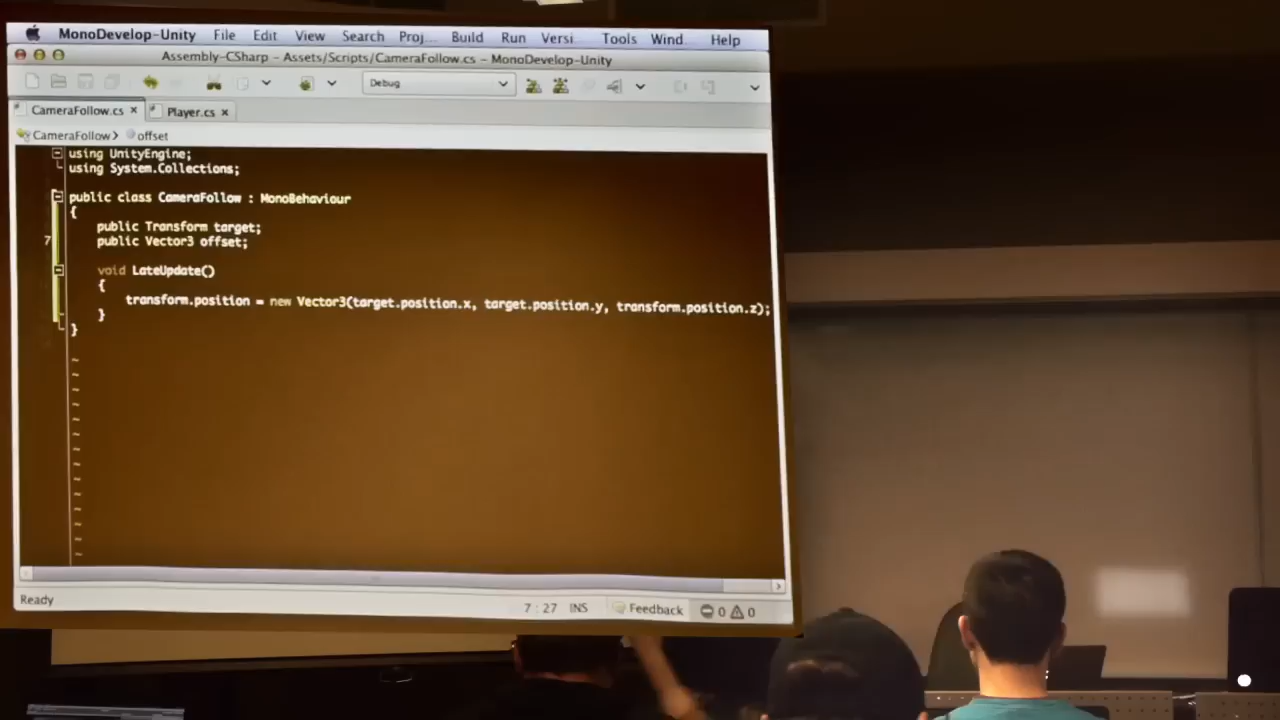 MonoDevelop-Unity File Edit View Search Proj... Build Run Versi Tools Wind Help
Assembly-CSharp – Assets/Scripts/CameraFollow.cs – MonoDevelop-Unity
Debug
CameraFollow.cs × Player.cs ×
CameraFollow › offset
using UnityEngine;
using System.Collections;
public class CameraFollow : MonoBehaviour
{
public Transform target;
7 public Vector3 offset;
void LateUpdate()
{
transform.position = new Vector3(target.position.x, target.position.y, transform.position.z);
}
}
~
~
~
~
~
~
~
~
~
~
~
~
~
~
Ready 7 : 27 INS Feedback 0 0